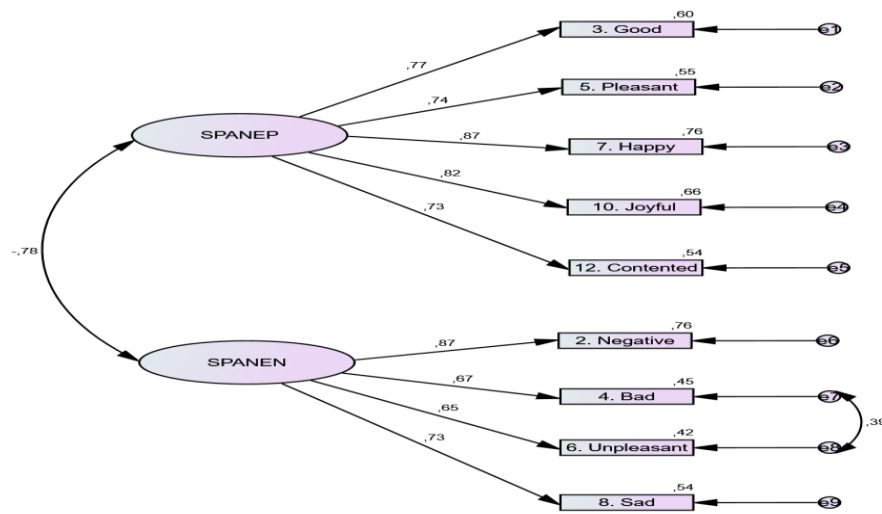 ,60
3. Good
e1
,77
,55
5. Pleasant
e2
,74
SPANEP
,87
,76
7. Happy
e3
,82
,66
10. Joyful
e4
,73
,54
12. Contented
e5
-,78
,76
2. Negative
e6
SPANEN
,87
,67
,45
4. Bad
e7
,65
,39
,42
6. Unpleasant
e8
,73
,54
8. Sad
e9